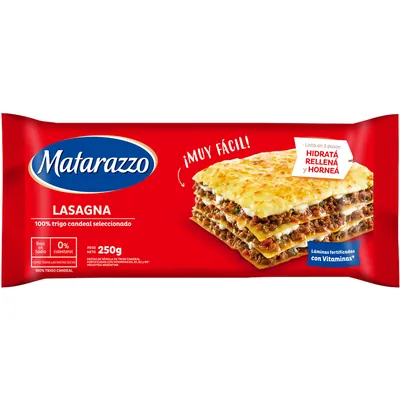 Matarazzo
LASAGNA
100% trigo candeal seleccionado
¡MUY FÁCIL!
Lista en 3 pasos:
HIDRATÁ
RELLENÁ
y HORNEÁ
0%
PESO
NETO
250g
100% TRIGO CANDEAL
Láminas fortificadas
con Vitaminas*